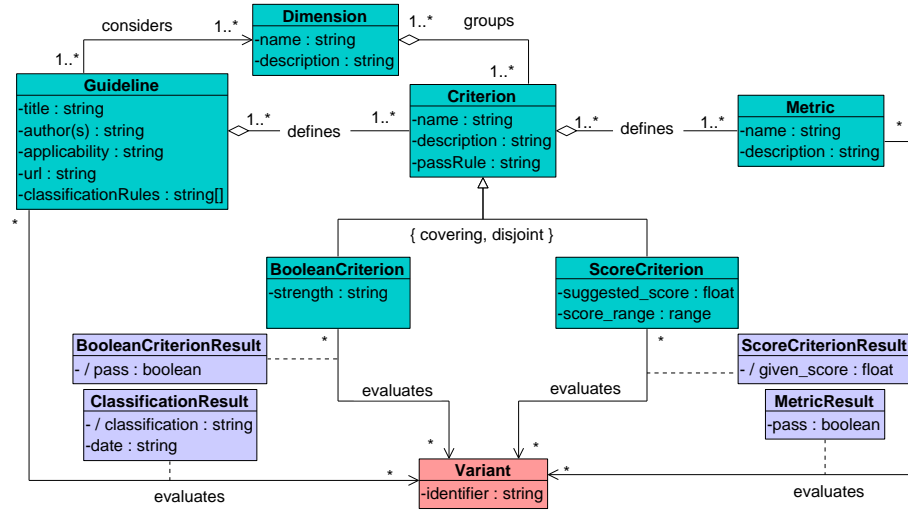 considers
1..*
1..*
Dimension
-name : string
-description : string
1..*
groups
1..*
Guideline
-title : string
-author(s) : string
-applicability : string
-url : string
-classificationRules : string[]
defines
1..*
Criterion
-name : string
-description : string
-passRule : string
defines
1..*
Metric
-name : string
-description : string
*
*
{ covering, disjoint }
BooleanCriterion
-strength : string
ScoreCriterion
-suggested_score : float
-score_range : range
*
*
BooleanCriterionResult
- / pass : boolean
ScoreCriterionResult
- / given_score : float
evaluates
evaluates
ClassificationResult
- / classification : string
-date : string
MetricResult
-pass : boolean
*
*
*
*
Variant
-identifier : string
evaluates
evaluates